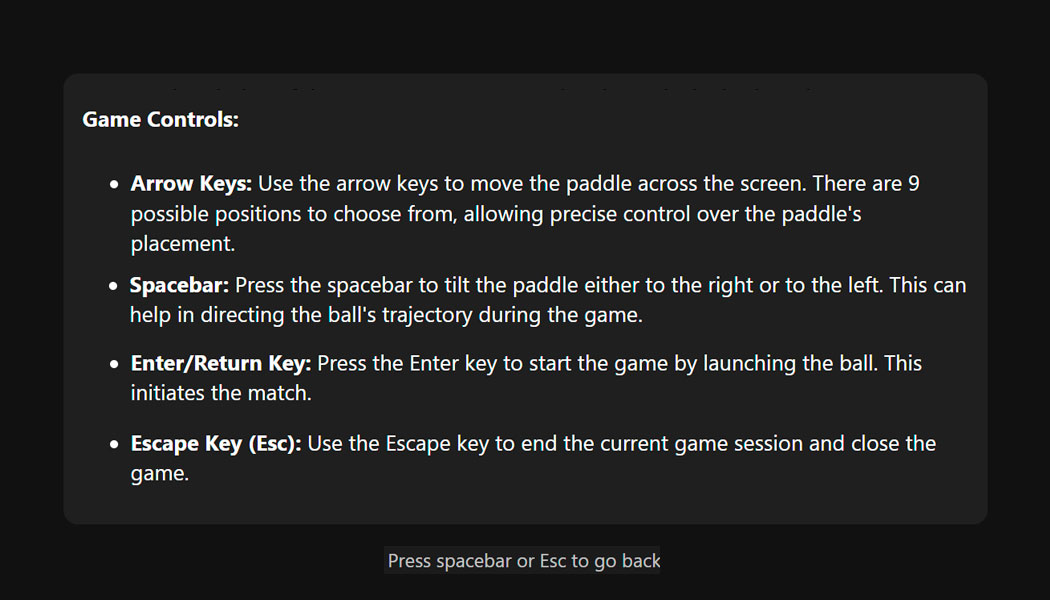 Game Controls:
• Arrow Keys: Use the arrow keys to move the paddle across the screen. There are 9
possible positions to choose from, allowing precise control over the paddle's
placement.
• Spacebar: Press the spacebar to tilt the paddle either to the right or to the left. This can
help in directing the ball's trajectory during the game.
• Enter/Return Key: Press the Enter key to start the game by launching the ball. This
initiates the match.
• Escape Key (Esc): Use the Escape key to end the current game session and close the
game.
Press spacebar or Esc to go back